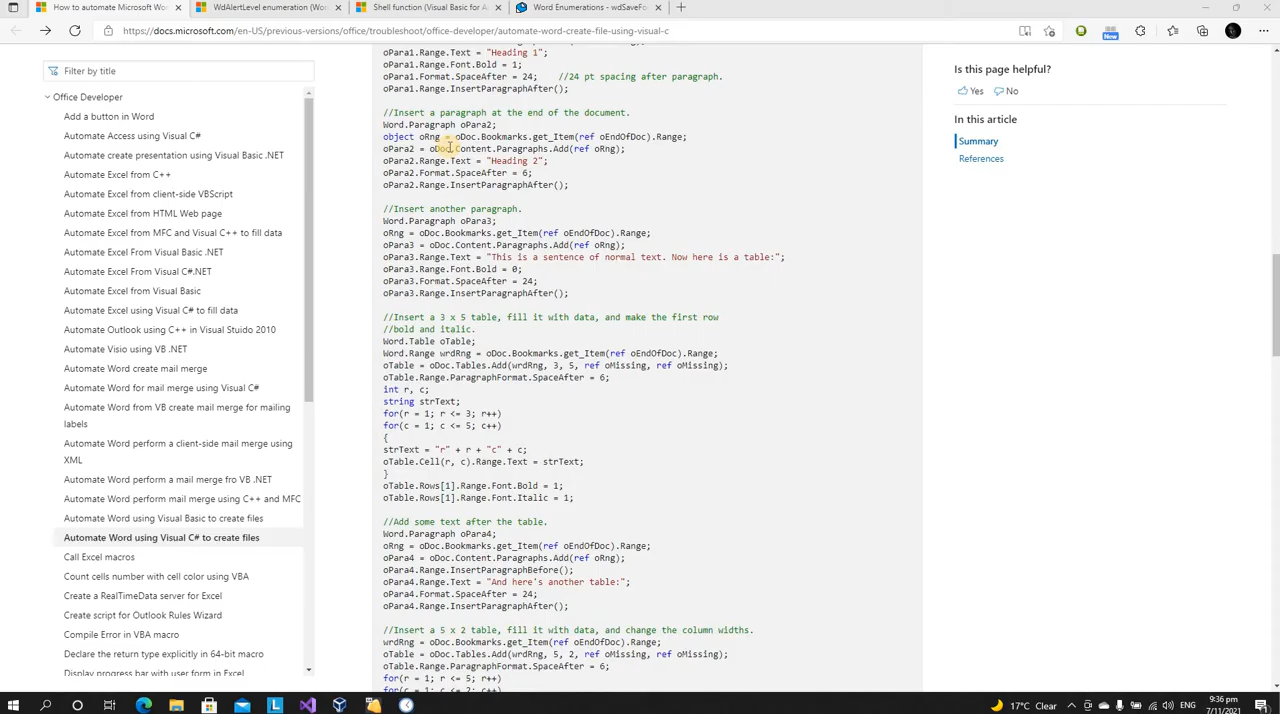 How to automate Microsoft Word
WdAlertLevel enumeration (Wor
Shell function (Visual Basic for A
Word Enumerations - wdSaveFor
https://docs.microsoft.com/en-US/previous-versions/office/troubleshoot/office-developer/automate-word-create-file-using-visual-c
New
Filter by title
Office Developer
Add a button in Word
Automate Access using Visual C#
Automate create presentation using Visual Basic .NET
Automate Excel from C++
Automate Excel from client-side VBScript
Automate Excel from HTML Web page
Automate Excel from MFC and Visual C++ to fill data
Automate Excel From Visual Basic .NET
Automate Excel From Visual C#.NET
Automate Excel from Visual Basic
Automate Excel using Visual C# to fill data
Automate Outlook using C++ in Visual Stuido 2010
Automate Visio using VB .NET
Automate Word create mail merge
Automate Word for mail merge using Visual C#
Automate Word from VB create mail merge for mailing
labels
Automate Word perform a client-side mail merge using
XML
Automate Word perform a mail merge fro VB .NET
Automate Word perform mail merge using C++ and MFC
Automate Word using Visual Basic to create files
Automate Word using Visual C# to create files
Call Excel macros
Count cells number with cell color using VBA
Create a RealTimeData server for Excel
Create script for Outlook Rules Wizard
Compile Error in VBA macro
Declare the return type explicitly in 64-bit macro
Display progress bar with user form in Excel
oPara1.Range.Text = "Heading 1";
oPara1.Range.Font.Bold = 1;
oPara1.Format.SpaceAfter = 24;    //24 pt spacing after paragraph.
oPara1.Range.InsertParagraphAfter();
//Insert a paragraph at the end of the document.
Word.Paragraph oPara2;
object oRng = oDoc.Bookmarks.get_Item(ref oEndOfDoc).Range;
oPara2 = oDoc.Content.Paragraphs.Add(ref oRng);
oPara2.Range.Text = "Heading 2";
oPara2.Format.SpaceAfter = 6;
oPara2.Range.InsertParagraphAfter();
//Insert another paragraph.
Word.Paragraph oPara3;
oRng = oDoc.Bookmarks.get_Item(ref oEndOfDoc).Range;
oPara3 = oDoc.Content.Paragraphs.Add(ref oRng);
oPara3.Range.Text = "This is a sentence of normal text. Now here is a table:";
oPara3.Range.Font.Bold = 0;
oPara3.Format.SpaceAfter = 24;
oPara3.Range.InsertParagraphAfter();
//Insert a 3 x 5 table, fill it with data, and make the first row
//bold and italic.
Word.Table oTable;
Word.Range wrdRng = oDoc.Bookmarks.get_Item(ref oEndOfDoc).Range;
oTable = oDoc.Tables.Add(wrdRng, 3, 5, ref oMissing, ref oMissing);
oTable.Range.ParagraphFormat.SpaceAfter = 6;
int r, c;
string strText;
for(r = 1; r <= 3; r++)
for(c = 1; c <= 5; c++)
{
strText = "r" + r + "c" + c;
oTable.Cell(r, c).Range.Text = strText;
}
oTable.Rows[1].Range.Font.Bold = 1;
oTable.Rows[1].Range.Font.Italic = 1;
//Add some text after the table.
Word.Paragraph oPara4;
oRng = oDoc.Bookmarks.get_Item(ref oEndOfDoc).Range;
oPara4 = oDoc.Content.Paragraphs.Add(ref oRng);
oPara4.Range.InsertParagraphBefore();
oPara4.Range.Text = "And here's another table:";
oPara4.Format.SpaceAfter = 24;
oPara4.Range.InsertParagraphAfter();
//Insert a 5 x 2 table, fill it with data, and change the column widths.
wrdRng = oDoc.Bookmarks.get_Item(ref oEndOfDoc).Range;
oTable = oDoc.Tables.Add(wrdRng, 5, 2, ref oMissing, ref oMissing);
oTable.Range.ParagraphFormat.SpaceAfter = 6;
for(r = 1; r <= 5; r++)
for(c = 1; c <= 2; c++)
Is this page helpful?
Yes No
In this article
Summary
References
17°C Clear
ENG
9:36 pm
7/11/2021